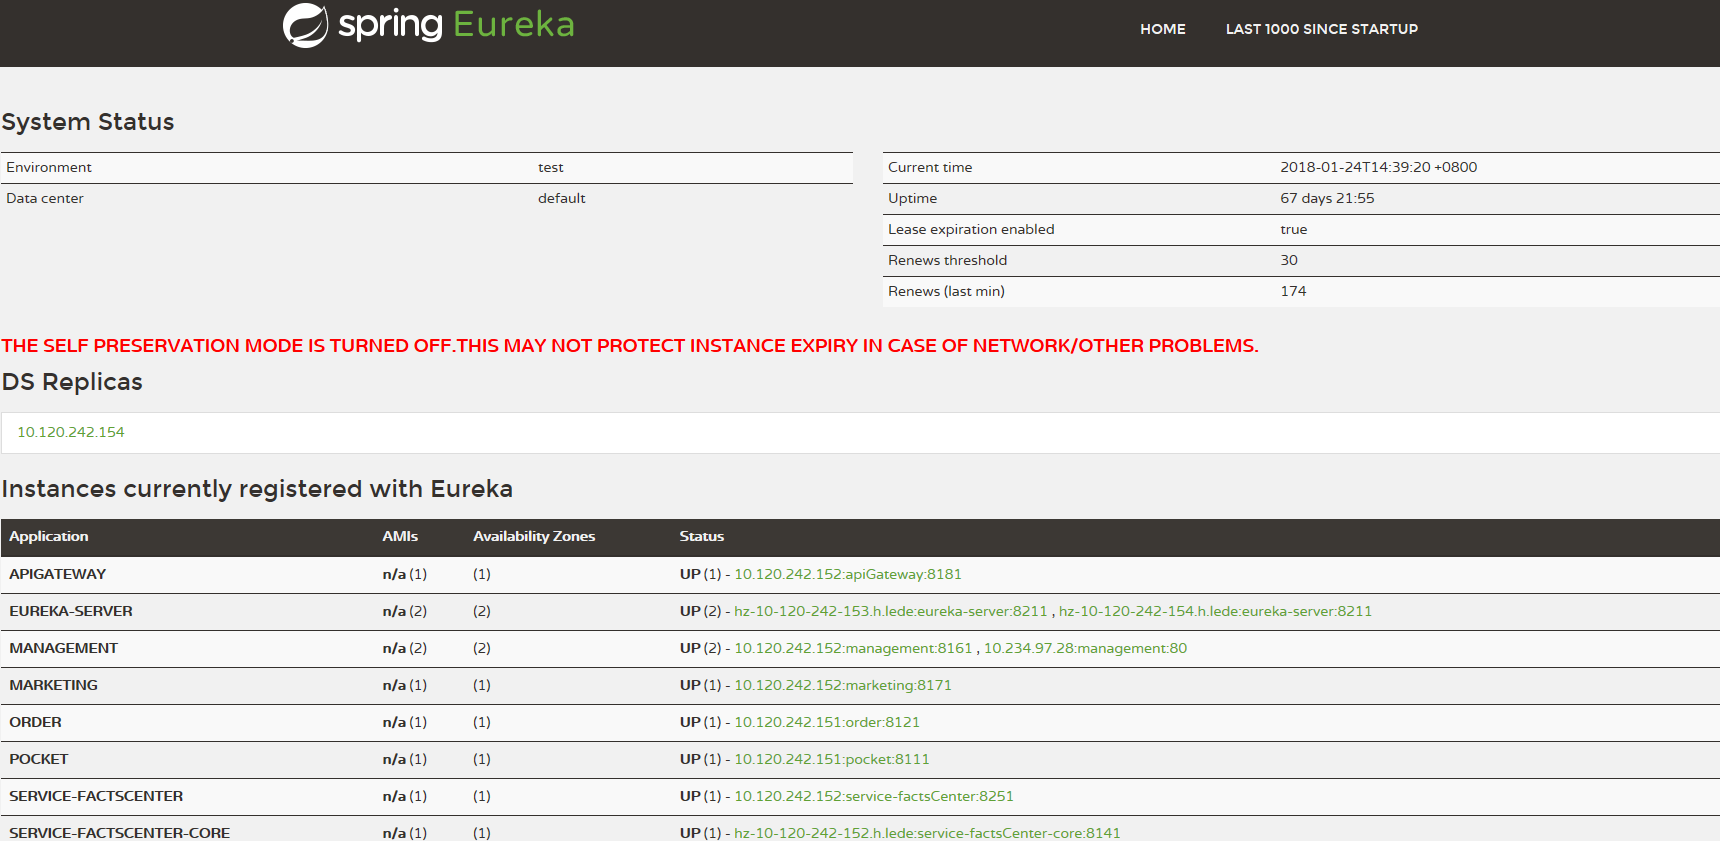 spring Eureka HOME LAST 1000 SINCE STARTUP
System Status
Environment test Current time 2018-01-24T14:39:20 +0800
Data center default Uptime 67 days 21:55
Lease expiration enabled true
Renews threshold 30
Renews (last min) 174
THE SELF PRESERVATION MODE IS TURNED OFF.THIS MAY NOT PROTECT INSTANCE EXPIRY IN CASE OF NETWORK/OTHER PROBLEMS.
DS Replicas
10.120.242.154
Instances currently registered with Eureka
Application AMIs Availability Zones Status
APIGATEWAY n/a (1) (1) UP (1) - 10.120.242.152:apiGateway:8181
EUREKA-SERVER n/a (2) (2) UP (2) - hz-10-120-242-153.h.lede:eureka-server:8211 , hz-10-120-242-154.h.lede:eureka-server:8211
MANAGEMENT n/a (2) (2) UP (2) - 10.120.242.152:management:8161 , 10.234.97.28:management:80
MARKETING n/a (1) (1) UP (1) - 10.120.242.152:marketing:8171
ORDER n/a (1) (1) UP (1) - 10.120.242.151:order:8121
POCKET n/a (1) (1) UP (1) - 10.120.242.151:pocket:8111
SERVICE-FACTSCENTER n/a (1) (1) UP (1) - 10.120.242.152:service-factsCenter:8251
SERVICE-FACTSCENTER-CORE n/a (1) (1) UP (1) - hz-10-120-242-152.h.lede:service-factsCenter-core:8141